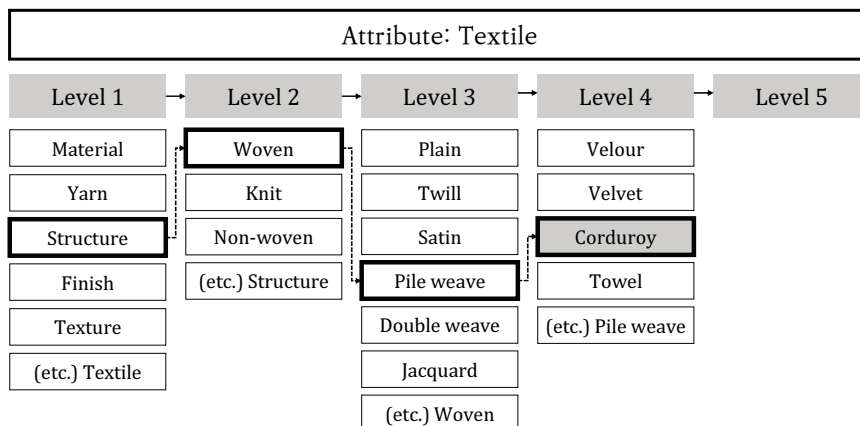 Attribute: Textile
Level 1
Level 2
Level 3
Level 4
Level 5
Material
Yarn
Structure
Finish
Texture
(etc.) Textile
Woven
Knit
Non-woven
(etc.) Structure
Plain
Twill
Satin
Pile weave
Double weave
Jacquard
(etc.) Woven
Velour
Velvet
Corduroy
Towel
(etc.) Pile weave